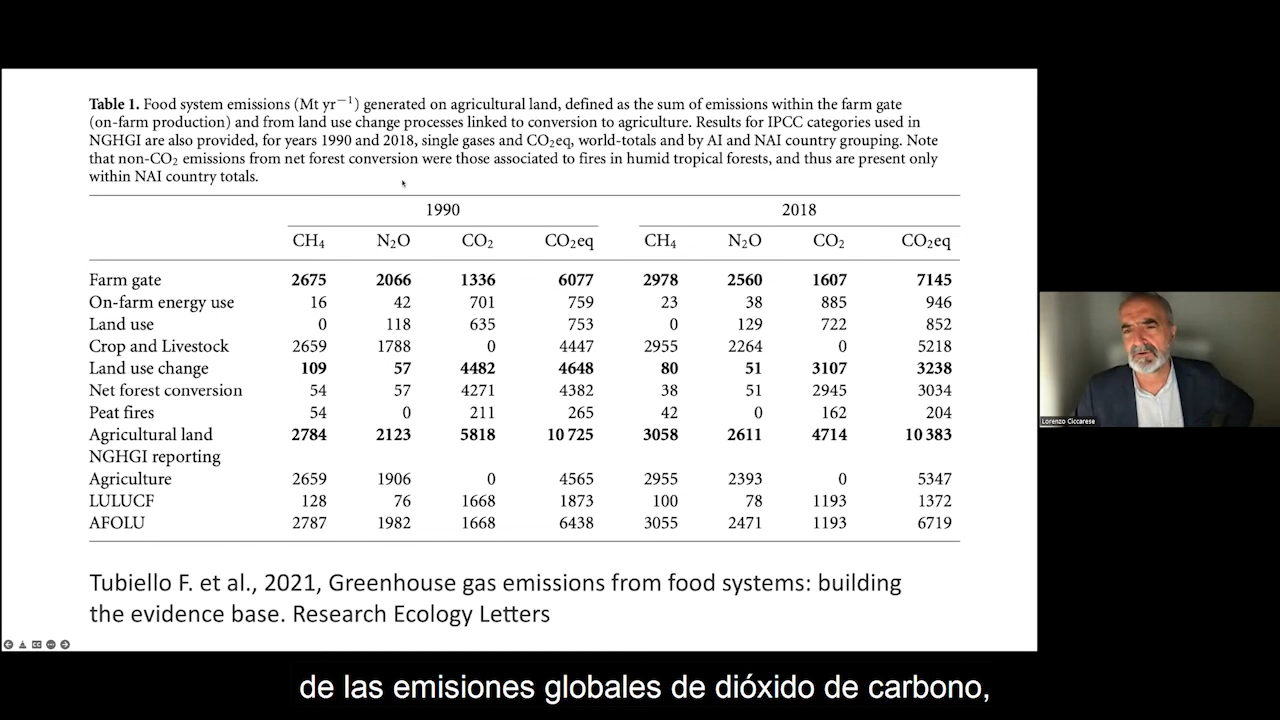 Table 1. Food system emissions (Mt yr⁻¹) generated on agricultural land, defined as the sum of emissions within the farm gate
(on-farm production) and from land use change processes linked to conversion to agriculture. Results for IPCC categories used in
NGHGI are also provided, for years 1990 and 2018, single gases and CO₂eq, world-totals and by AI and NAI country grouping. Note
that non-CO₂ emissions from net forest conversion were those associated to fires in humid tropical forests, and thus are present only
within NAI country totals.
1990 2018
CH₄ N₂O CO₂ CO₂eq CH₄ N₂O CO₂ CO₂eq
Farm gate 2675 2066 1336 6077 2978 2560 1607 7145
On-farm energy use 16 42 701 759 23 38 885 946
Land use 0 118 635 753 0 129 722 852
Crop and Livestock 2659 1788 0 4447 2955 2264 0 5218
Land use change 109 57 4482 4648 80 51 3107 3238
Net forest conversion 54 57 4271 4382 38 51 2945 3034
Peat fires 54 0 211 265 42 0 162 204
Agricultural land 2784 2123 5818 10 725 3058 2611 4714 10 383
NGHGI reporting
Agriculture 2659 1906 0 4565 2955 2393 0 5347
LULUCF 128 76 1668 1873 100 78 1193 1372
AFOLU 2787 1982 1668 6438 3055 2471 1193 6719
Tubiello F. et al., 2021, Greenhouse gas emissions from food systems: building
the evidence base. Research Ecology Letters
Lorenzo Ciccarese
de las emisiones globales de dióxido de carbono,